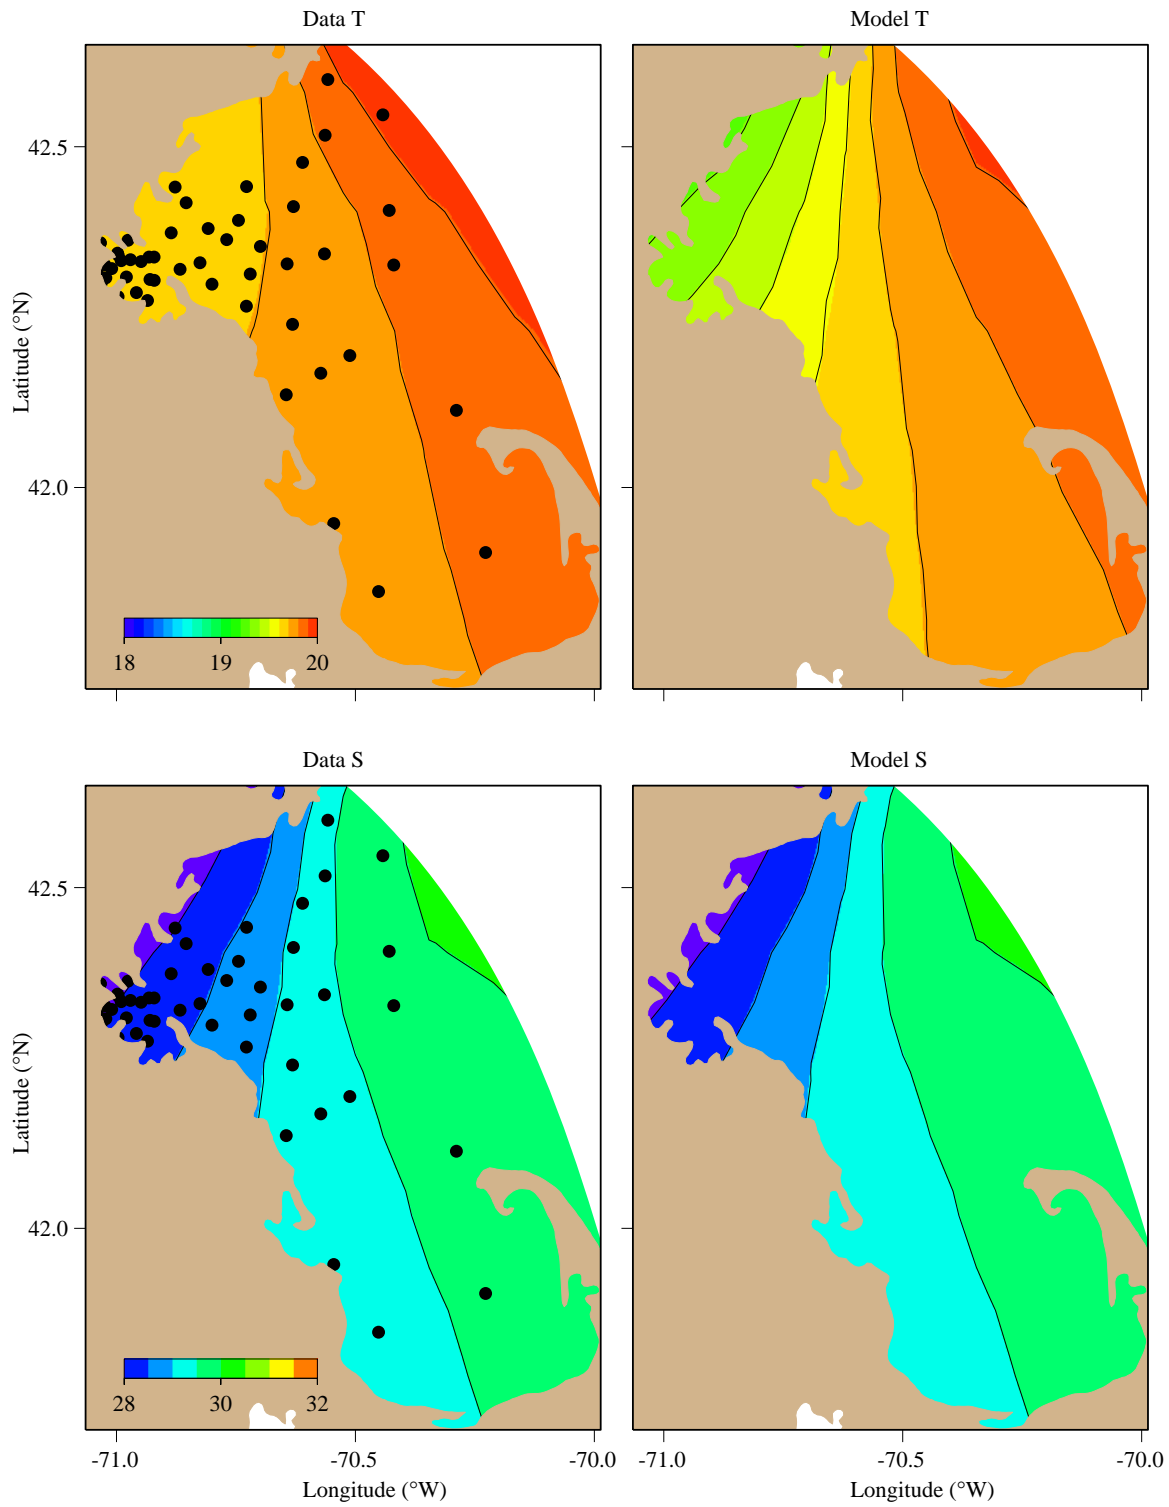 Data T Model T
42.5
Latitude (°N)
42.0
18 19 20
Data S Model S
42.5
Latitude (°N)
42.0
28 30 32
-71.0 -70.5 -70.0 -71.0 -70.5 -70.0
Longitude (°W) Longitude (°W)